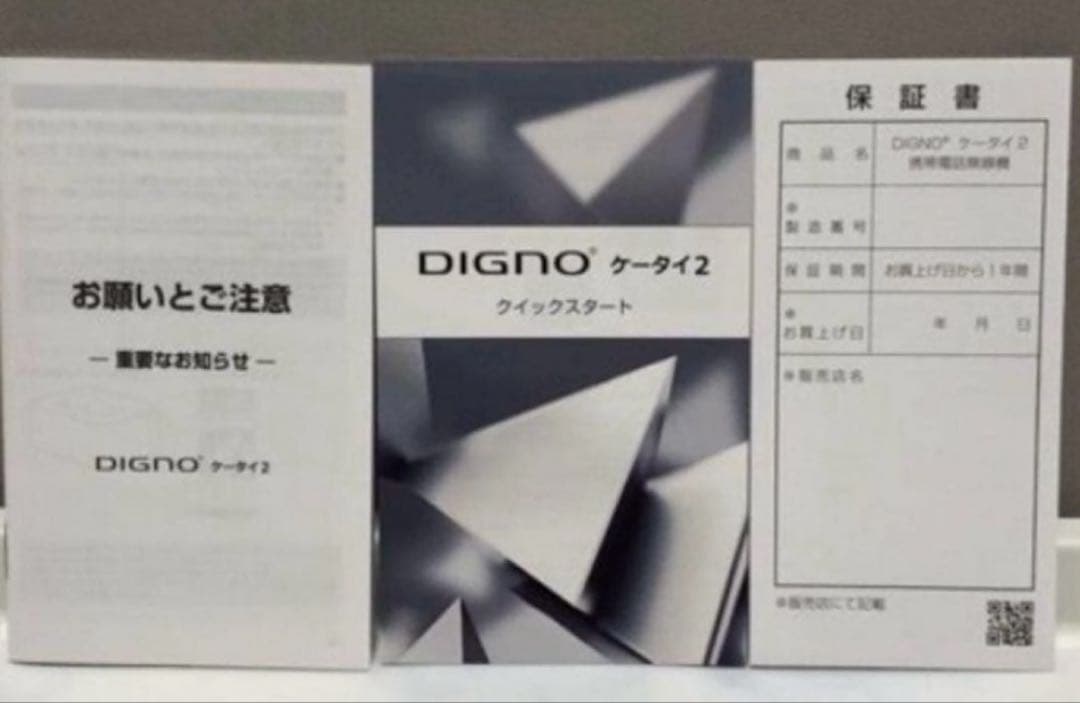 お願いとご注意
― 重要なお知らせ ―
DIGNO® ケータイ2
DIGNO® ケータイ2
クイックスタート
保証書
商品名
DIGNO® ケータイ2
携帯電話無線機
※
製造番号
保証期間
お買上げ日から1年間
※
お買上げ日
年 月 日
※販売店名
※販売店にて記載